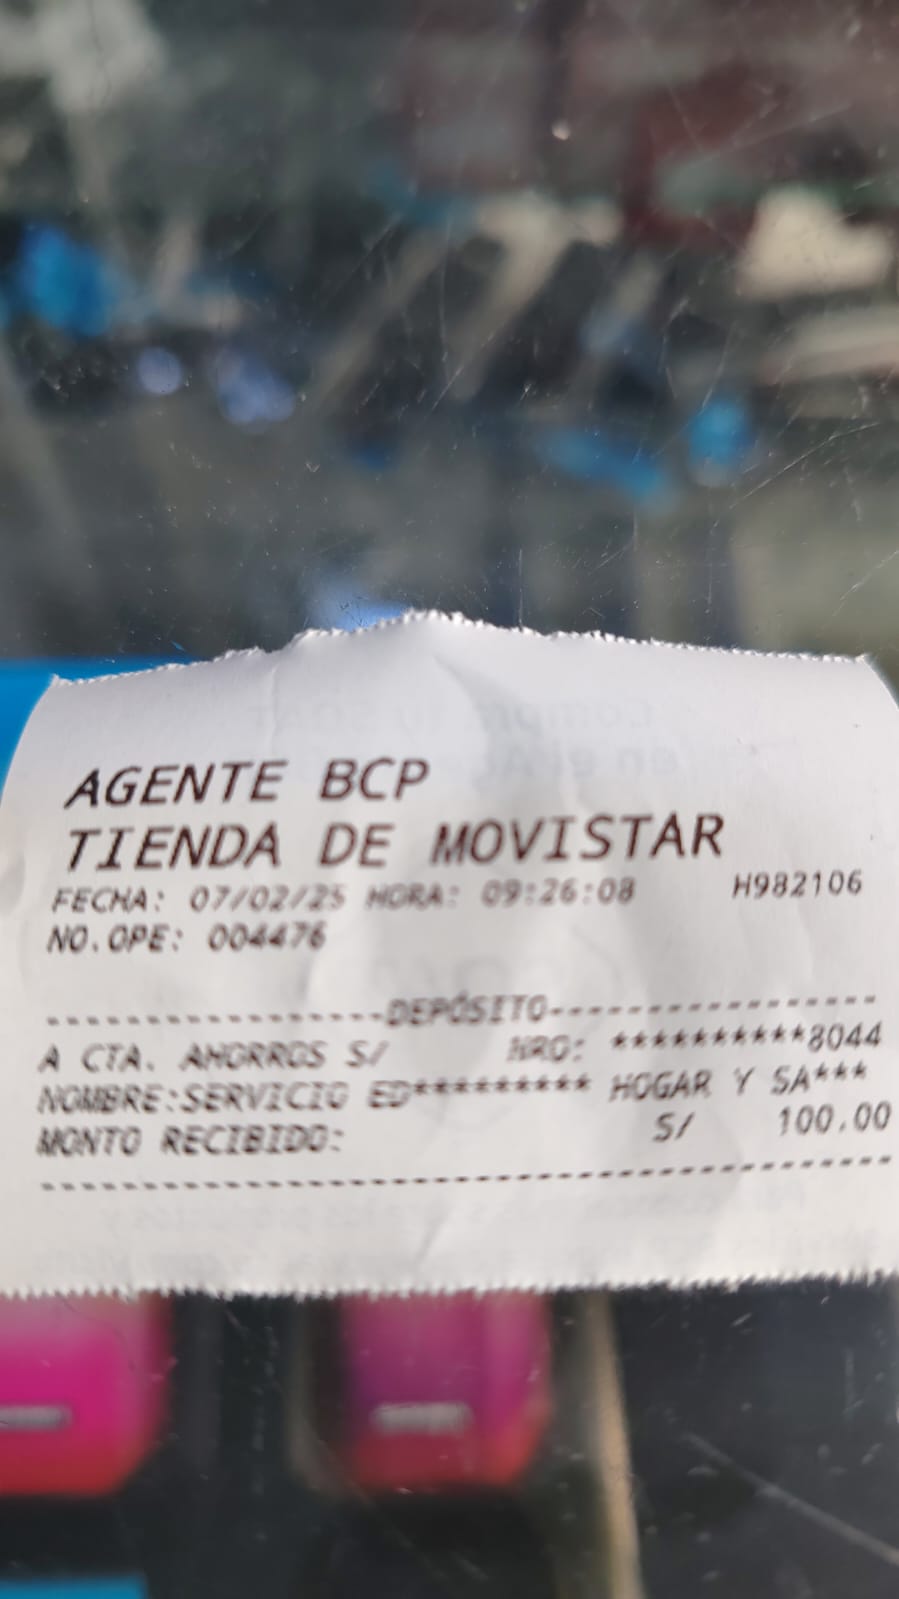 AGENTE BCP
TIENDA DE MOVISTAR
FECHA: 07/02/25 HORA: 09:26:08 H982106
NO.OPE: 004476
-----------------DEPÓSITO-----------------
A CTA. AHORROS S/ NRO: **********8044
NOMBRE:SERVICIO ED********* HOGAR Y SA***
MONTO RECIBIDO: S/ 100.00